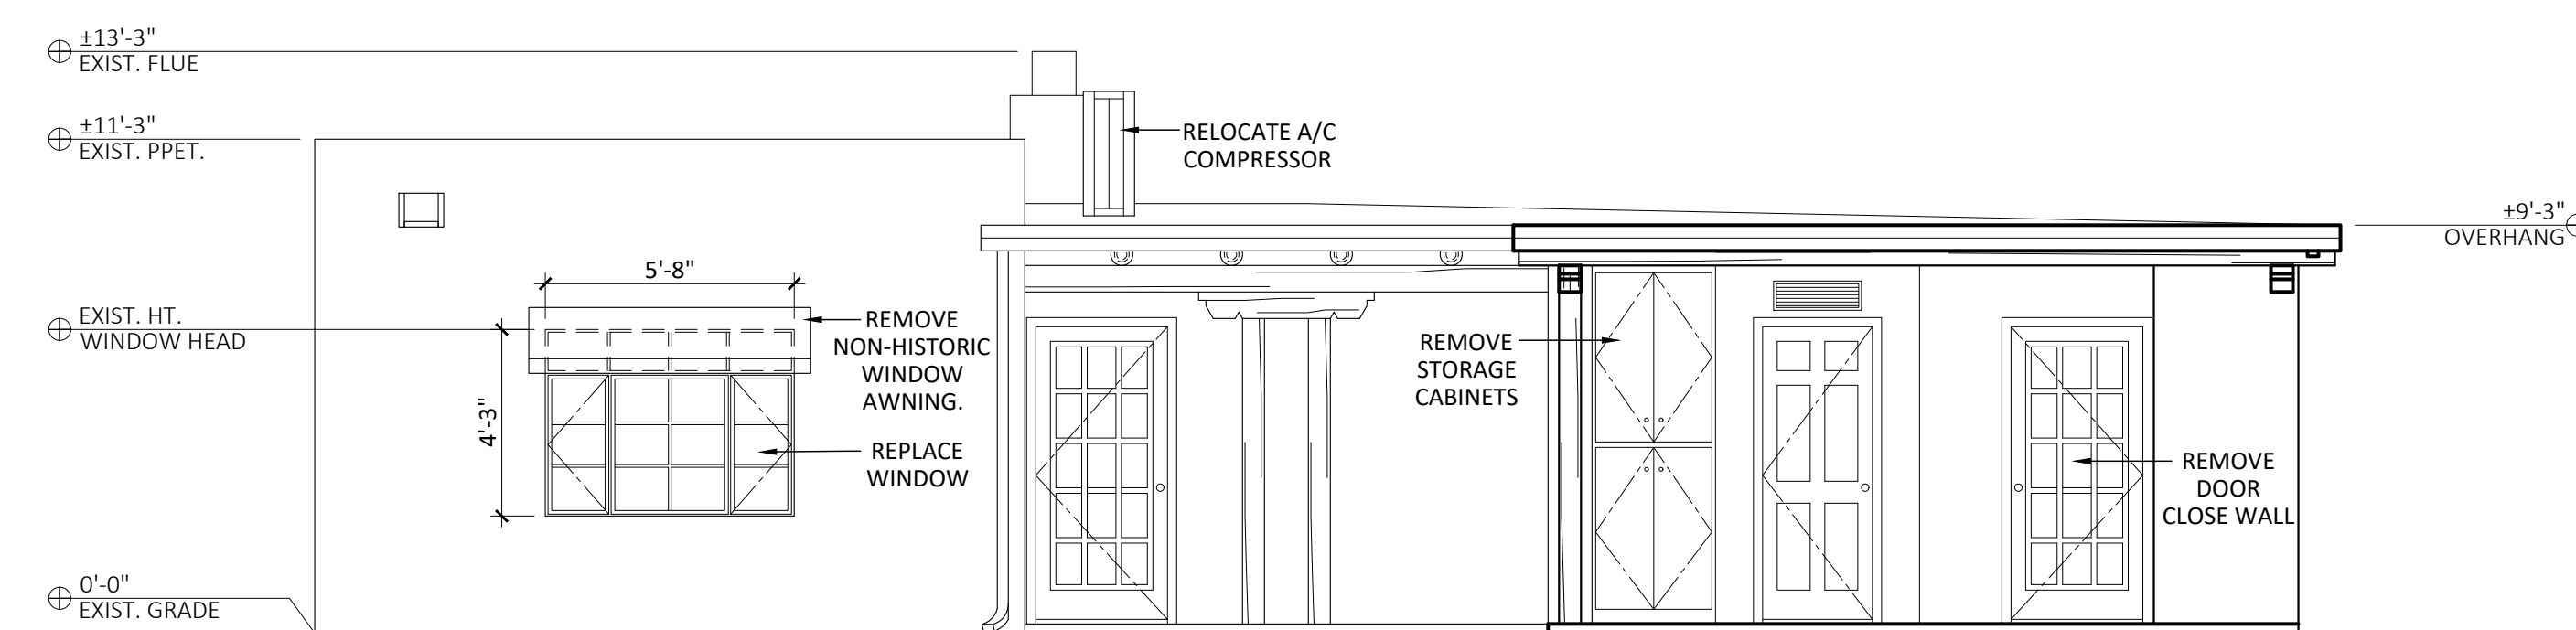 ±13'-3"
EXIST. FLUE
±11'-3"
EXIST. PPET.
RELOCATE A/C
COMPRESSOR
±9'-3"
OVERHANG
5'-8"
EXIST. HT.
WINDOW HEAD
REMOVE
NON-HISTORIC
WINDOW
AWNING.
REMOVE
STORAGE
CABINETS
4'-3"
REPLACE
WINDOW
REMOVE
DOOR
CLOSE WALL
0'-0"
EXIST. GRADE